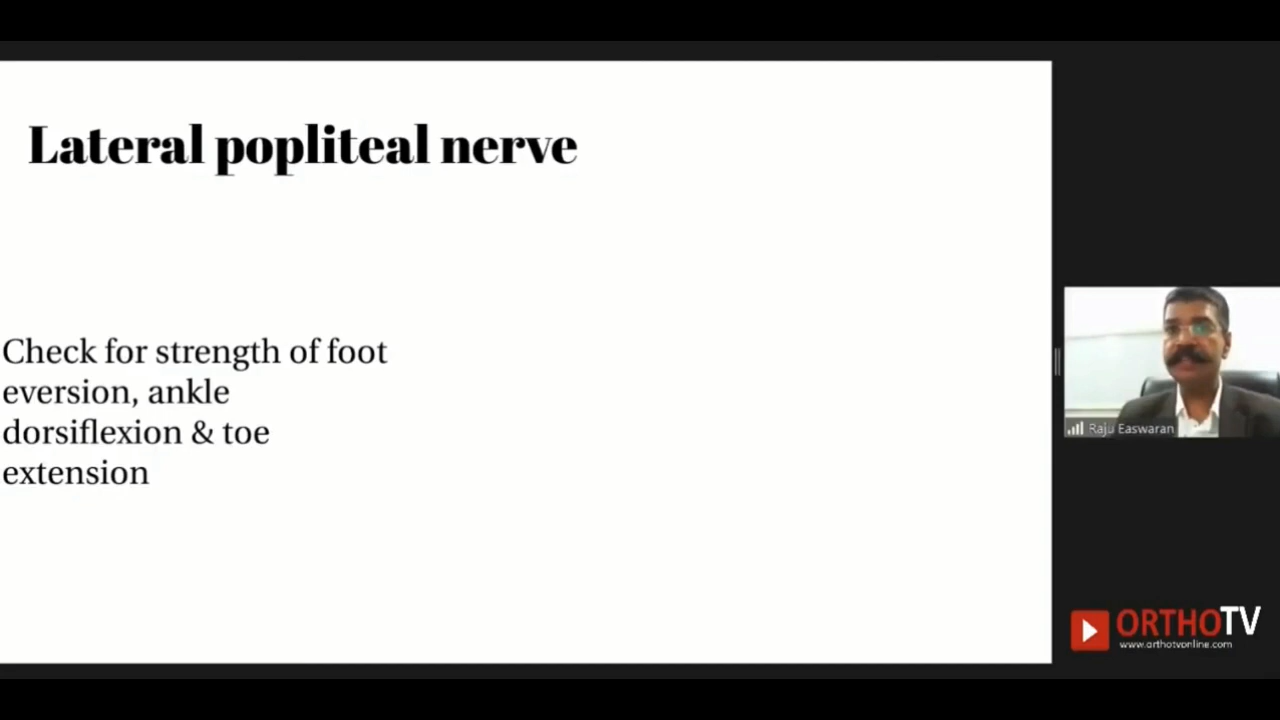 Lateral popliteal nerve
Check for strength of foot
eversion, ankle
dorsiflexion & toe
extension
Raju Easwaran
ORTHOTV
www.orthotvonline.com